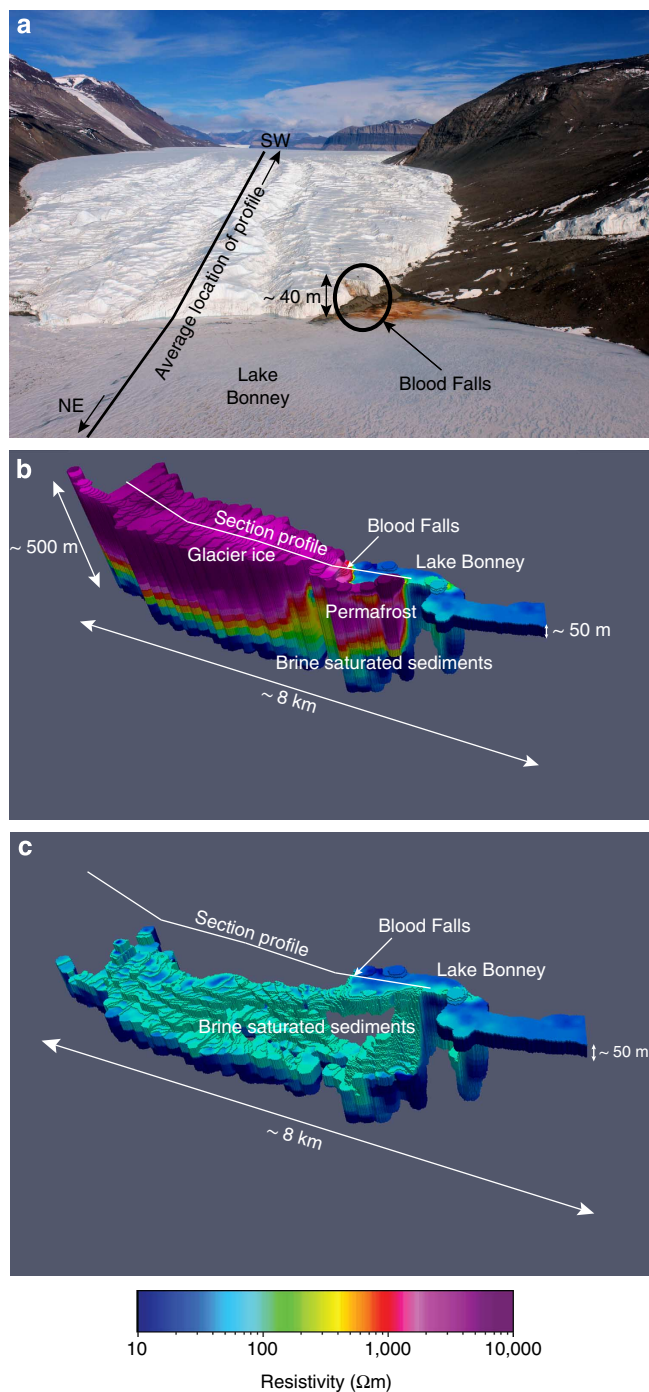 a
SW
Average location of profile
~ 40 m
NE
Lake
Bonney
Blood Falls
b
~ 500 m
Section profile
Glacier ice
Blood Falls
Lake Bonney
Permafrost
~ 50 m
Brine saturated sediments
~ 8 km
c
Section profile
Blood Falls
Lake Bonney
Brine saturated sediments
~ 50 m
~ 8 km
10 100 1,000 10,000
Resistivity (Ωm)